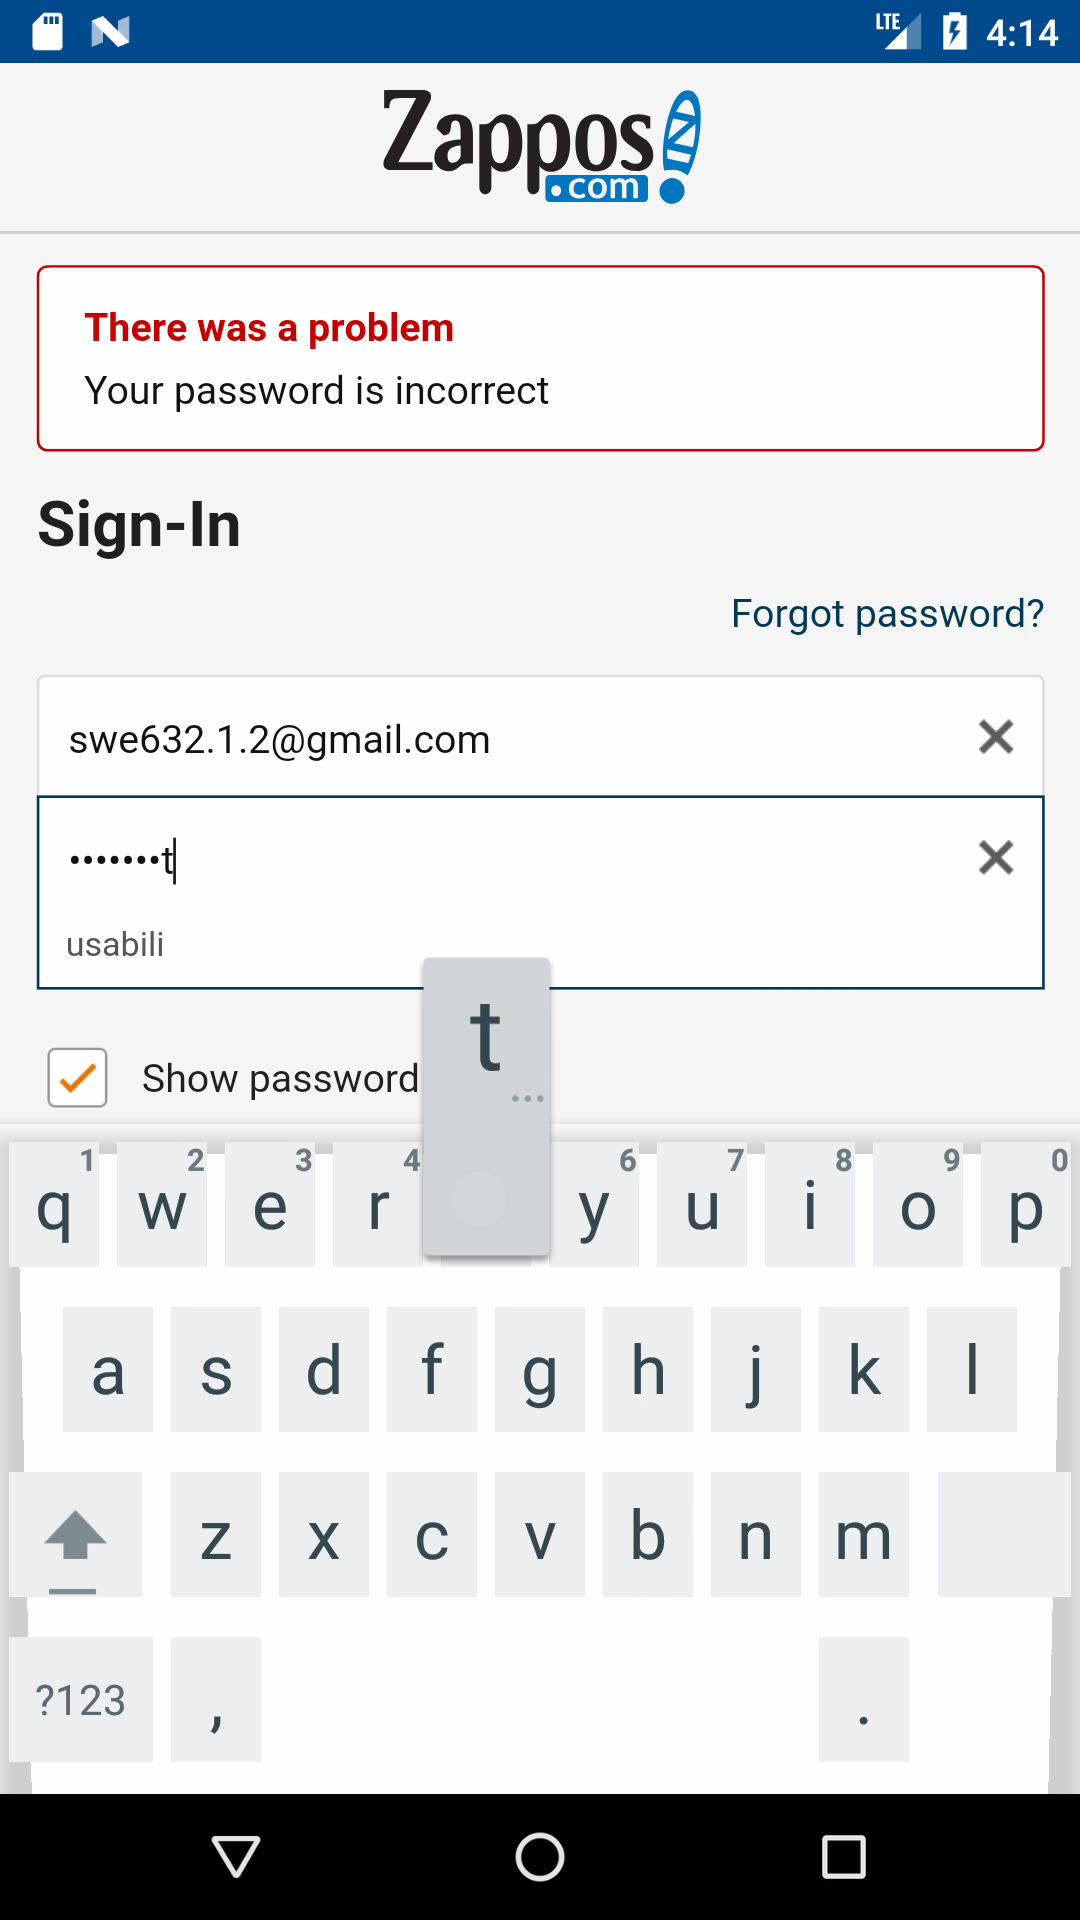 LTE 4:14
Zappos
.com
There was a problem
Your password is incorrect
Sign-In
Forgot password?
swe632.1.2@gmail.com
•••••••t
usabili
Show password
t
...
1 2 3 4 6 7 8 9 0
q w e r y u i o p
a s d f g h j k l
z x c v b n m
?123 , .